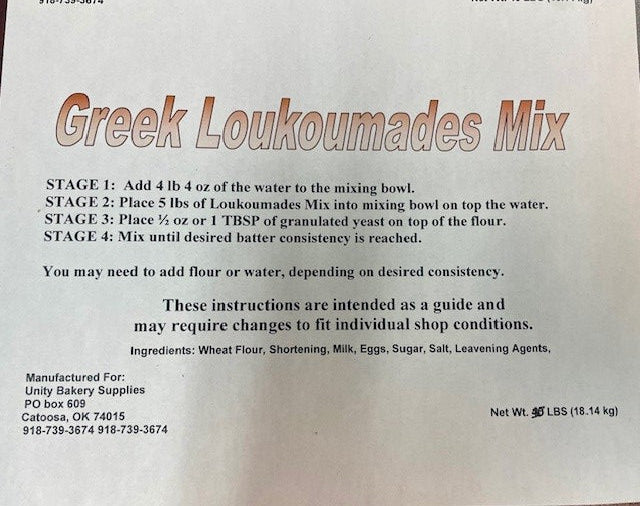 918-739-3674
Greek Loukoumades Mix
STAGE 1: Add 4 lb 4 oz of the water to the mixing bowl.
STAGE 2: Place 5 lbs of Loukoumades Mix into mixing bowl on top the water.
STAGE 3: Place ½ oz or 1 TBSP of granulated yeast on top of the flour.
STAGE 4: Mix until desired batter consistency is reached.
You may need to add flour or water, depending on desired consistency.
These instructions are intended as a guide and
may require changes to fit individual shop conditions.
Ingredients: Wheat Flour, Shortening, Milk, Eggs, Sugar, Salt, Leavening Agents,
Manufactured For:
Unity Bakery Supplies
PO box 609
Catoosa, OK 74015
918-739-3674 918-739-3674
Net Wt. LBS (18.14 kg)